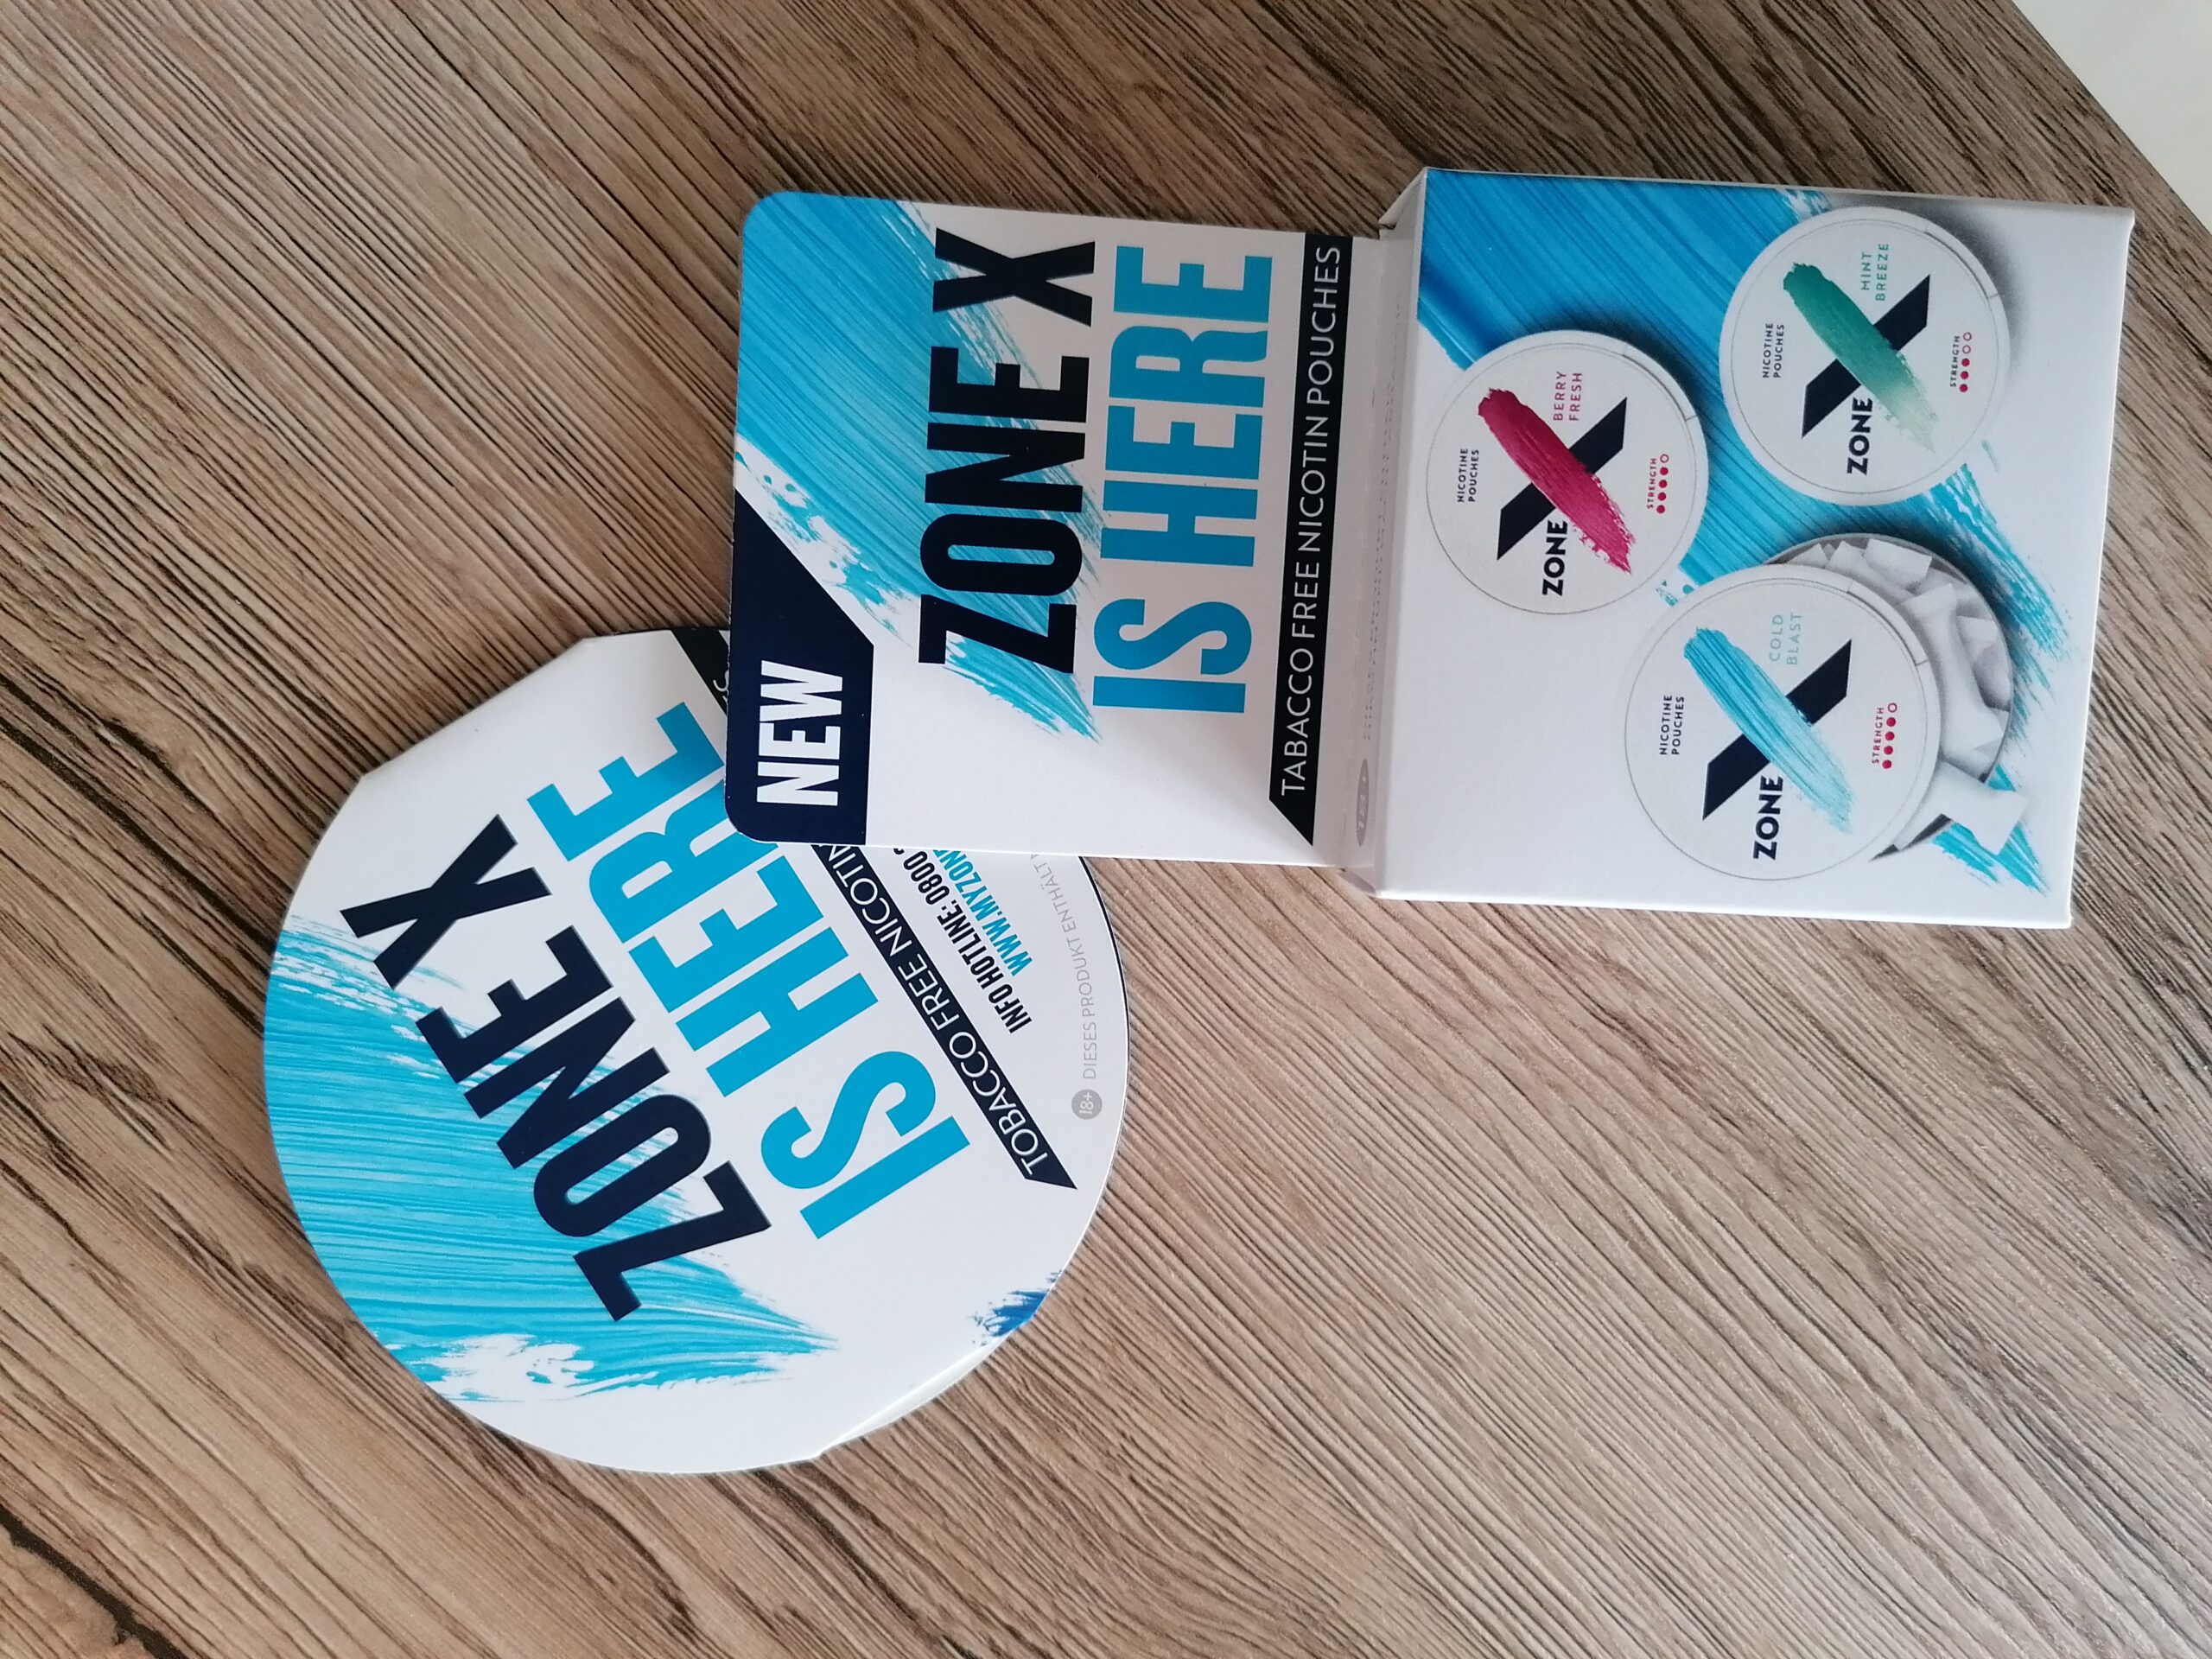 NEW
ZONE X
IS HERE
TABACCO FREE NICOTIN POUCHES
NICOTINE
POUCHES
ZONE X
BERRY
FRESH
STRENGTH
NICOTINE
POUCHES
ZONE X
MINT
BREEZE
STRENGTH
NICOTINE
POUCHES
ZONE X
COLD
BLAST
STRENGTH
ZONE X
IS HERE
TOBACCO FREE NICOTIN
INFO HOTLINE: 0800
WWW.MYZONE
18+ DIESES PRODUKT ENTHÄLT